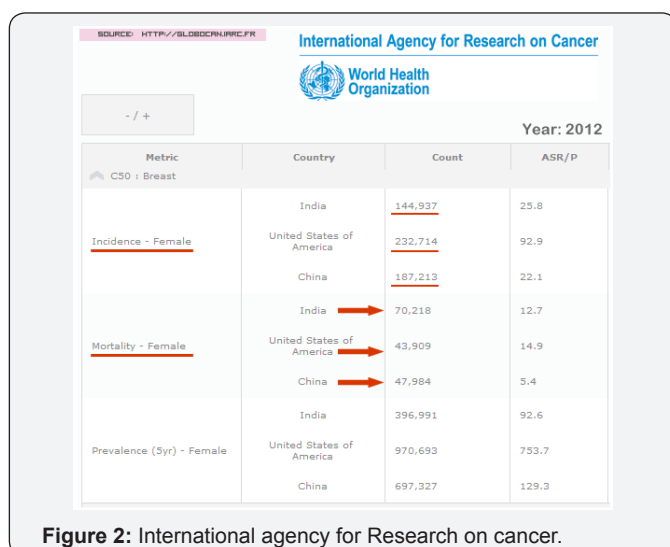 SOURCE: HTTP://GLOBOCAN.IARC.FR
International Agency for Research on Cancer
World Health
Organization
- / +
Year: 2012
Metric Country Count ASR/P
C50 : Breast
India 144,937 25.8
Incidence - Female United States of America 232,714 92.9
China 187,213 22.1
India 70,218 12.7
Mortality - Female United States of America 43,909 14.9
China 47,984 5.4
India 396,991 92.6
Prevalence (5yr) - Female United States of America 970,693 753.7
China 697,327 129.3
Figure 2: International agency for Research on cancer.